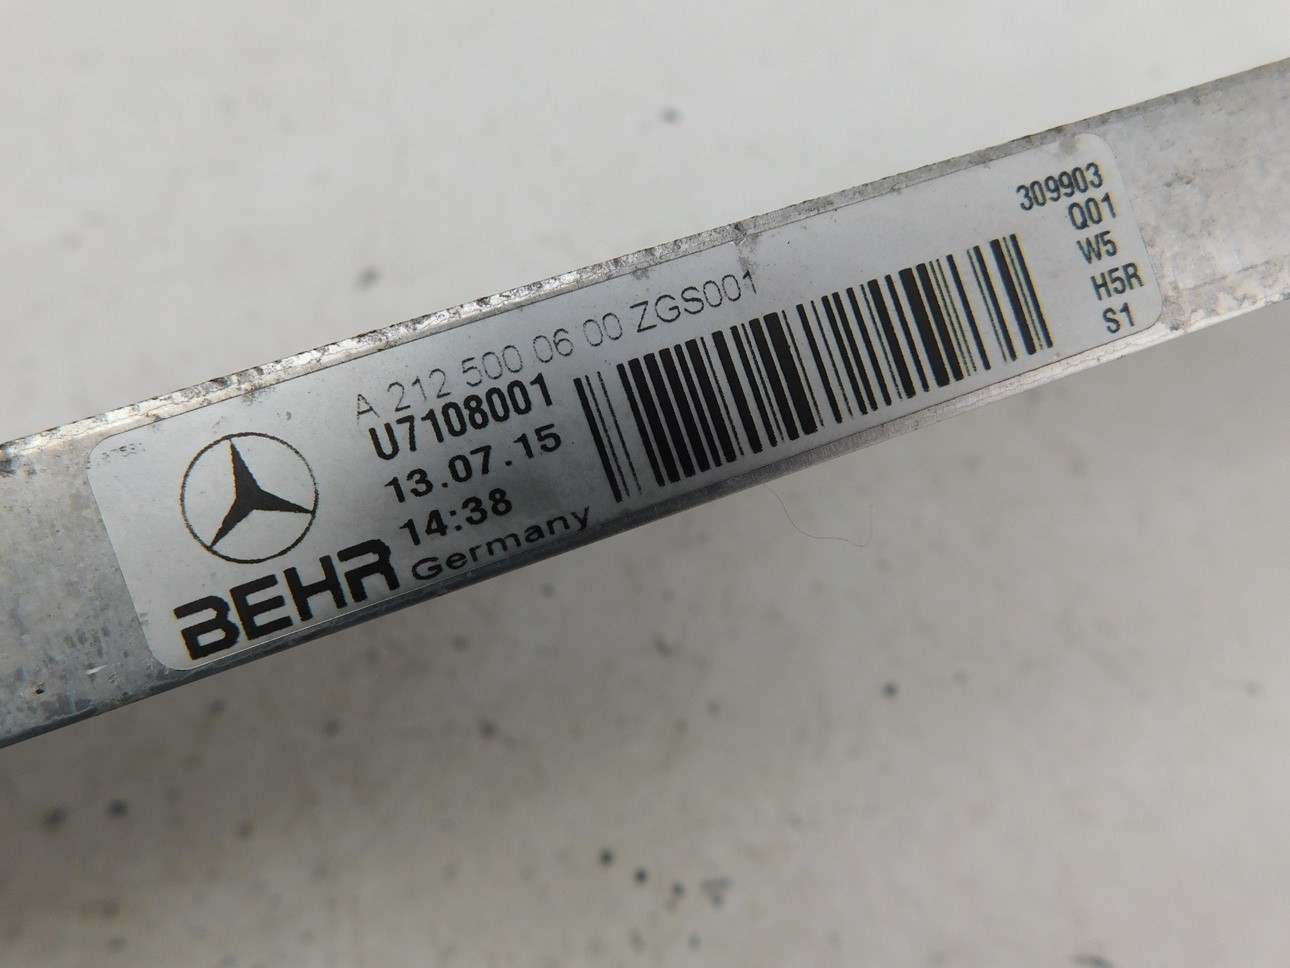 A 212 500 06 00 ZGS001
U7108001
13.07.15
14:38
BEHR Germany
309903
Q01
W5
H5R
S1